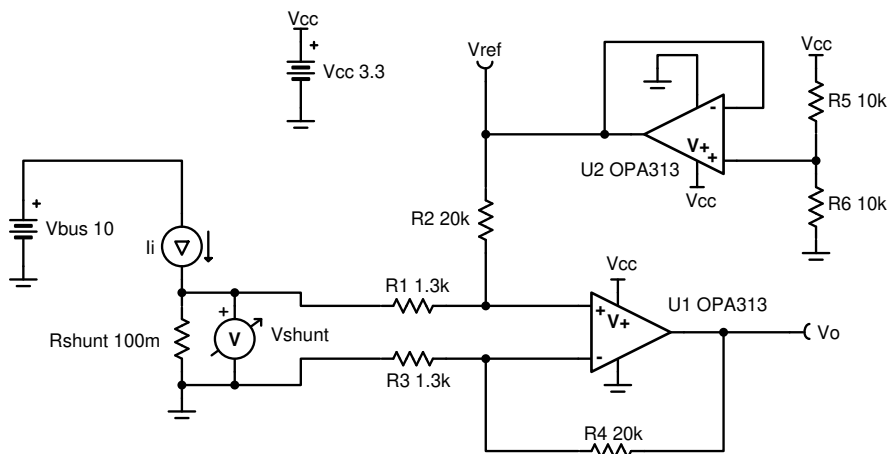 Vcc
+
Vcc 3.3
Vref
Vcc
R5 10k
-
V+
+
U2 OPA313
Vcc
R6 10k
+
Vbus 10
Ii
R2 20k
R1 1.3k
Vcc
U1 OPA313
+
V+
-
Vo
Rshunt 100m
+
V
Vshunt
R3 1.3k
R4 20k